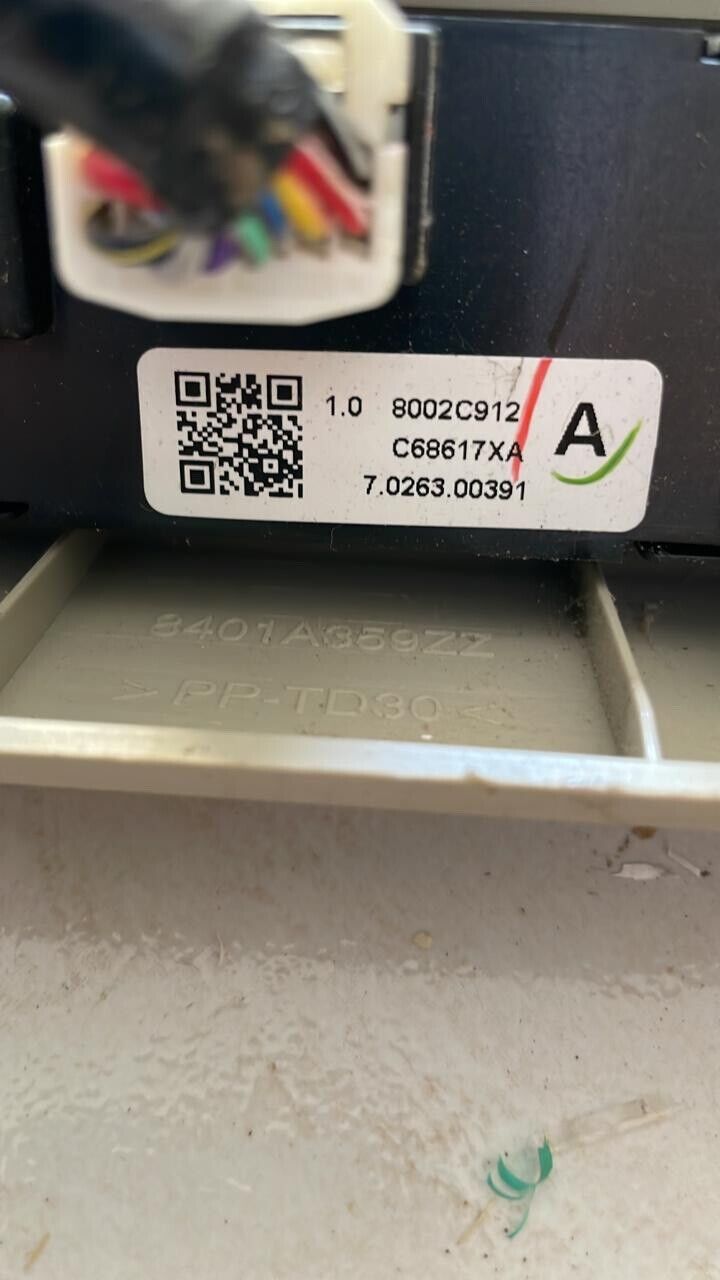 1.0 8002C912
C68617XA
7.0263.00391
A
8401A359ZZ
>PP-TD30<